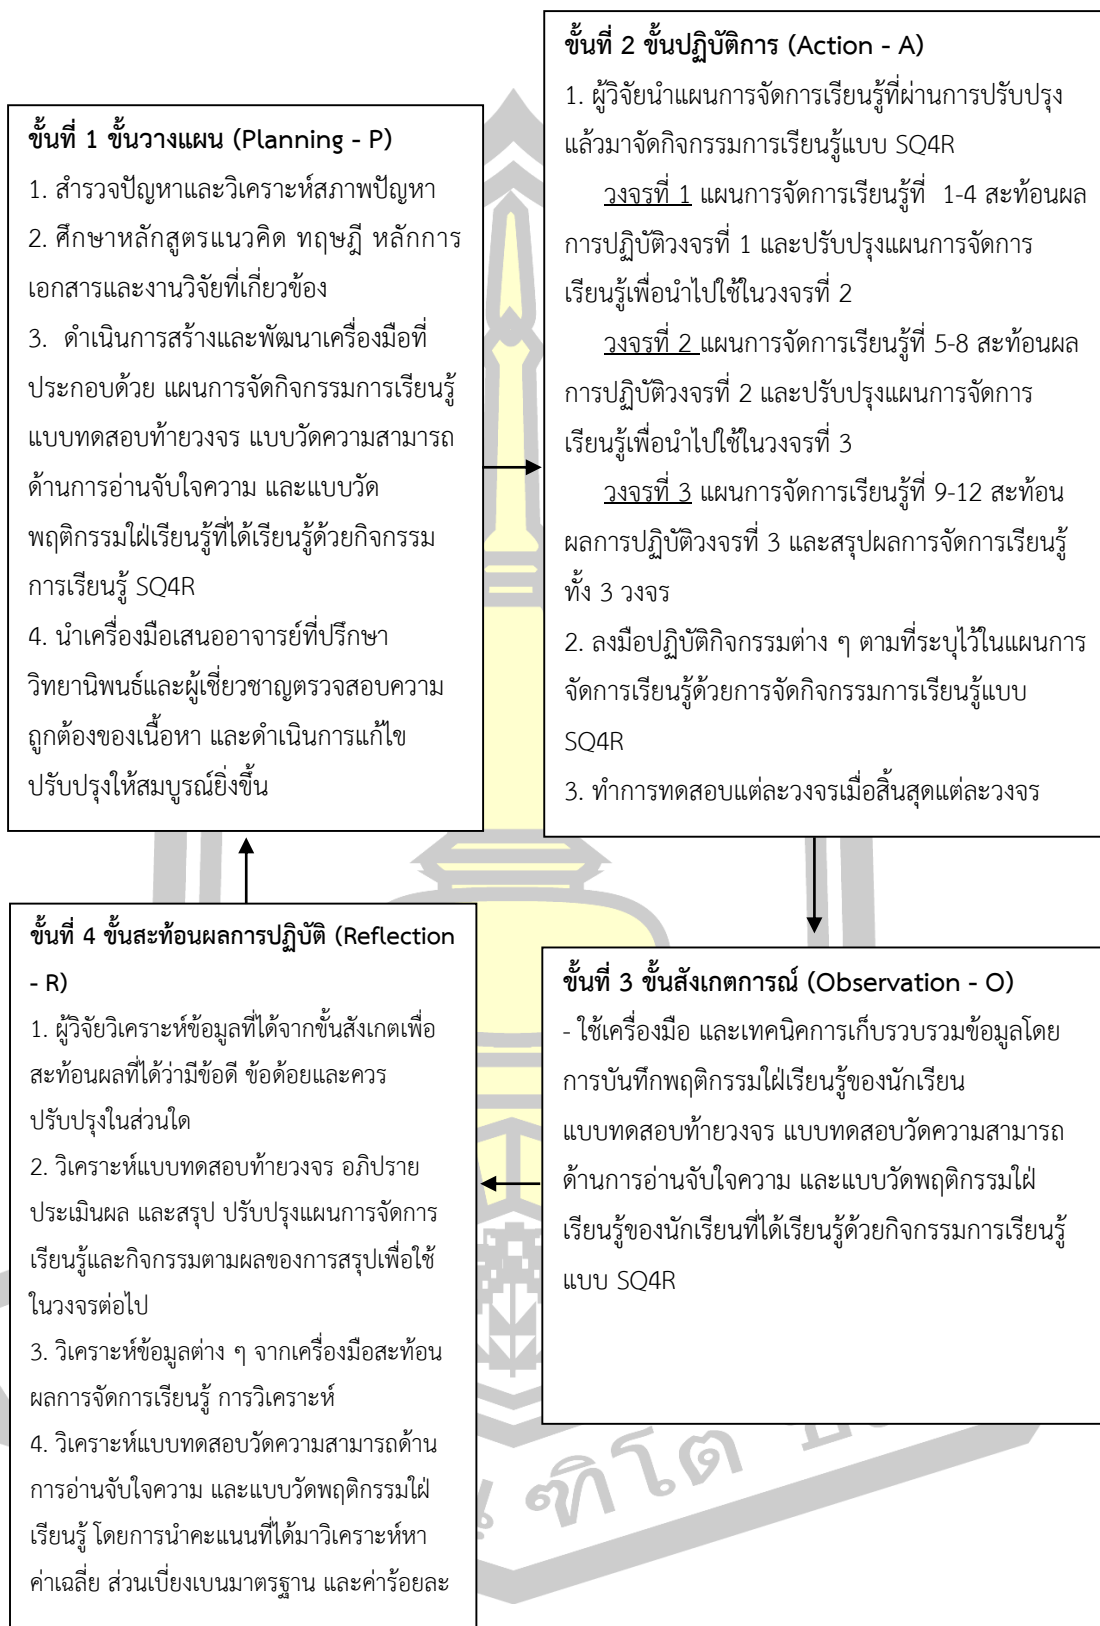 ขั้นที่ 1 ขั้นวางแผน (Planning - P)
1. สำรวจปัญหาและวิเคราะห์สภาพปัญหา
2. ศึกษาหลักสูตรแนวคิด ทฤษฎี หลักการ
เอกสารและงานวิจัยที่เกี่ยวข้อง
3. ดำเนินการสร้างและพัฒนาเครื่องมือที่
ประกอบด้วย แผนการจัดกิจกรรมการเรียนรู้
แบบทดสอบท้ายวงจร แบบวัดความสามารถ
ด้านการอ่านจับใจความ และแบบวัด
พฤติกรรมใฝ่เรียนรู้ที่ได้เรียนรู้ด้วยกิจกรรม
การเรียนรู้ SQ4R
4. นำเครื่องมือเสนออาจารย์ที่ปรึกษา
วิทยานิพนธ์และผู้เชี่ยวชาญตรวจสอบความ
ถูกต้องของเนื้อหา และดำเนินการแก้ไข
ปรับปรุงให้สมบูรณ์ยิ่งขึ้น
ขั้นที่ 2 ขั้นปฏิบัติการ (Action - A)
1. ผู้วิจัยนำแผนการจัดการเรียนรู้ที่ผ่านการปรับปรุง
แล้วมาจัดกิจกรรมการเรียนรู้แบบ SQ4R
วงจรที่ 1 แผนการจัดการเรียนรู้ที่ 1-4 สะท้อนผล
การปฏิบัติวงจรที่ 1 และปรับปรุงแผนการจัดการ
เรียนรู้เพื่อนำไปใช้ในวงจรที่ 2
วงจรที่ 2 แผนการจัดการเรียนรู้ที่ 5-8 สะท้อนผล
การปฏิบัติวงจรที่ 2 และปรับปรุงแผนการจัดการ
เรียนรู้เพื่อนำไปใช้ในวงจรที่ 3
วงจรที่ 3 แผนการจัดการเรียนรู้ที่ 9-12 สะท้อน
ผลการปฏิบัติวงจรที่ 3 และสรุปผลการจัดการเรียนรู้
ทั้ง 3 วงจร
2. ลงมือปฏิบัติกิจกรรมต่าง ๆ ตามที่ระบุไว้ในแผนการ
จัดการเรียนรู้ด้วยการจัดกิจกรรมการเรียนรู้แบบ
SQ4R
3. ทำการทดสอบแต่ละวงจรเมื่อสิ้นสุดแต่ละวงจร
ขั้นที่ 3 ขั้นสังเกตการณ์ (Observation - O)
- ใช้เครื่องมือ และเทคนิคการเก็บรวบรวมข้อมูลโดย
การบันทึกพฤติกรรมใฝ่เรียนรู้ของนักเรียน
แบบทดสอบท้ายวงจร แบบทดสอบวัดความสามารถ
ด้านการอ่านจับใจความ และแบบวัดพฤติกรรมใฝ่
เรียนรู้ของนักเรียนที่ได้เรียนรู้ด้วยกิจกรรมการเรียนรู้
แบบ SQ4R
ขั้นที่ 4 ขั้นสะท้อนผลการปฏิบัติ (Reflection
- R)
1. ผู้วิจัยวิเคราะห์ข้อมูลที่ได้จากขั้นสังเกตเพื่อ
สะท้อนผลที่ได้ว่ามีข้อดี ข้อด้อยและควร
ปรับปรุงในส่วนใด
2. วิเคราะห์แบบทดสอบท้ายวงจร อภิปราย
ประเมินผล และสรุป ปรับปรุงแผนการจัดการ
เรียนรู้และกิจกรรมตามผลของการสรุปเพื่อใช้
ในวงจรต่อไป
3. วิเคราะห์ข้อมูลต่าง ๆ จากเครื่องมือสะท้อน
ผลการจัดการเรียนรู้ การวิเคราะห์
4. วิเคราะห์แบบทดสอบวัดความสามารถด้าน
การอ่านจับใจความ และแบบวัดพฤติกรรมใฝ่
เรียนรู้ โดยการนำคะแนนที่ได้มาวิเคราะห์หา
ค่าเฉลี่ย ส่วนเบี่ยงเบนมาตรฐาน และค่าร้อยละ